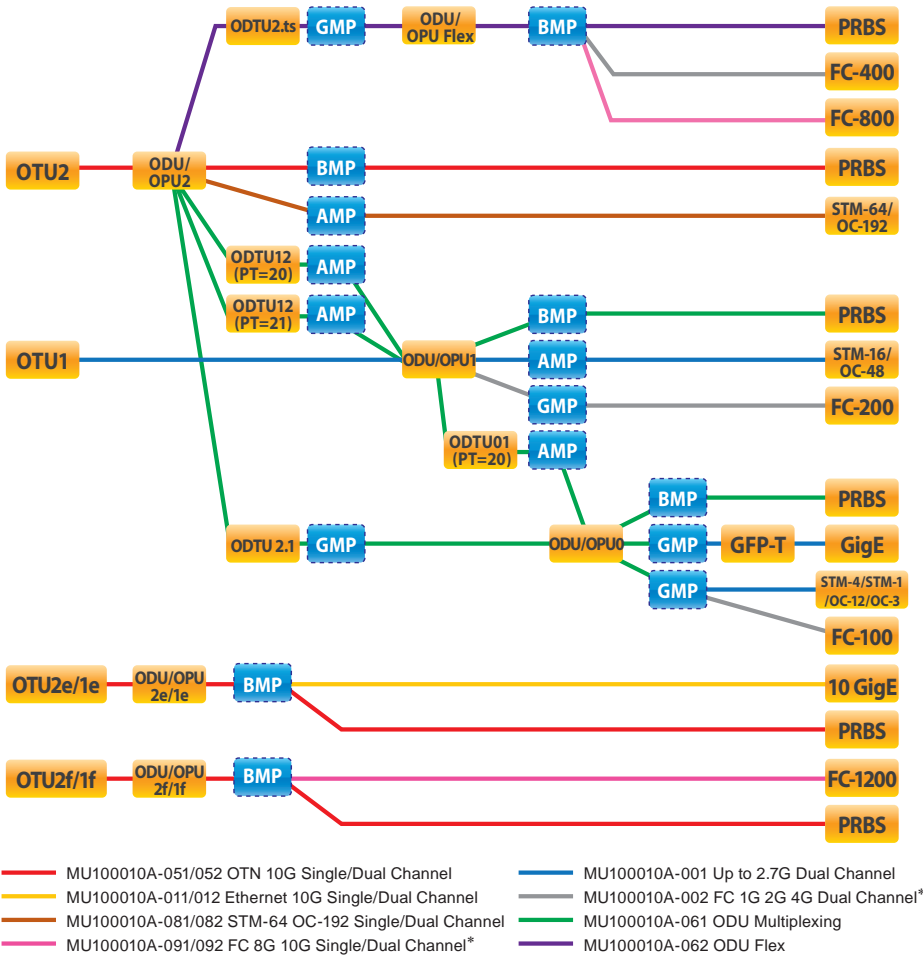 ODTU2.ts
GMP
ODU/
OPU Flex
BMP
PRBS
FC-400
FC-800
OTU2
ODU/
OPU2
BMP
PRBS
AMP
STM-64/
OC-192
ODTU12
(PT=20)
AMP
ODTU12
(PT=21)
AMP
BMP
PRBS
OTU1
ODU/OPU1
AMP
STM-16/
OC-48
GMP
FC-200
ODTU01
(PT=20)
AMP
BMP
PRBS
ODTU 2.1
GMP
ODU/OPU0
GMP
GFP-T
GigE
GMP
STM-4/STM-1
/OC-12/OC-3
FC-100
OTU2e/1e
ODU/OPU
2e/1e
BMP
10 GigE
PRBS
OTU2f/1f
ODU/OPU
2f/1f
BMP
FC-1200
PRBS
MU100010A-051/052 OTN 10G Single/Dual Channel
MU100010A-011/012 Ethernet 10G Single/Dual Channel
MU100010A-081/082 STM-64 OC-192 Single/Dual Channel
MU100010A-091/092 FC 8G 10G Single/Dual Channel*
MU100010A-001 Up to 2.7G Dual Channel
MU100010A-002 FC 1G 2G 4G Dual Channel*
MU100010A-061 ODU Multiplexing
MU100010A-062 ODU Flex